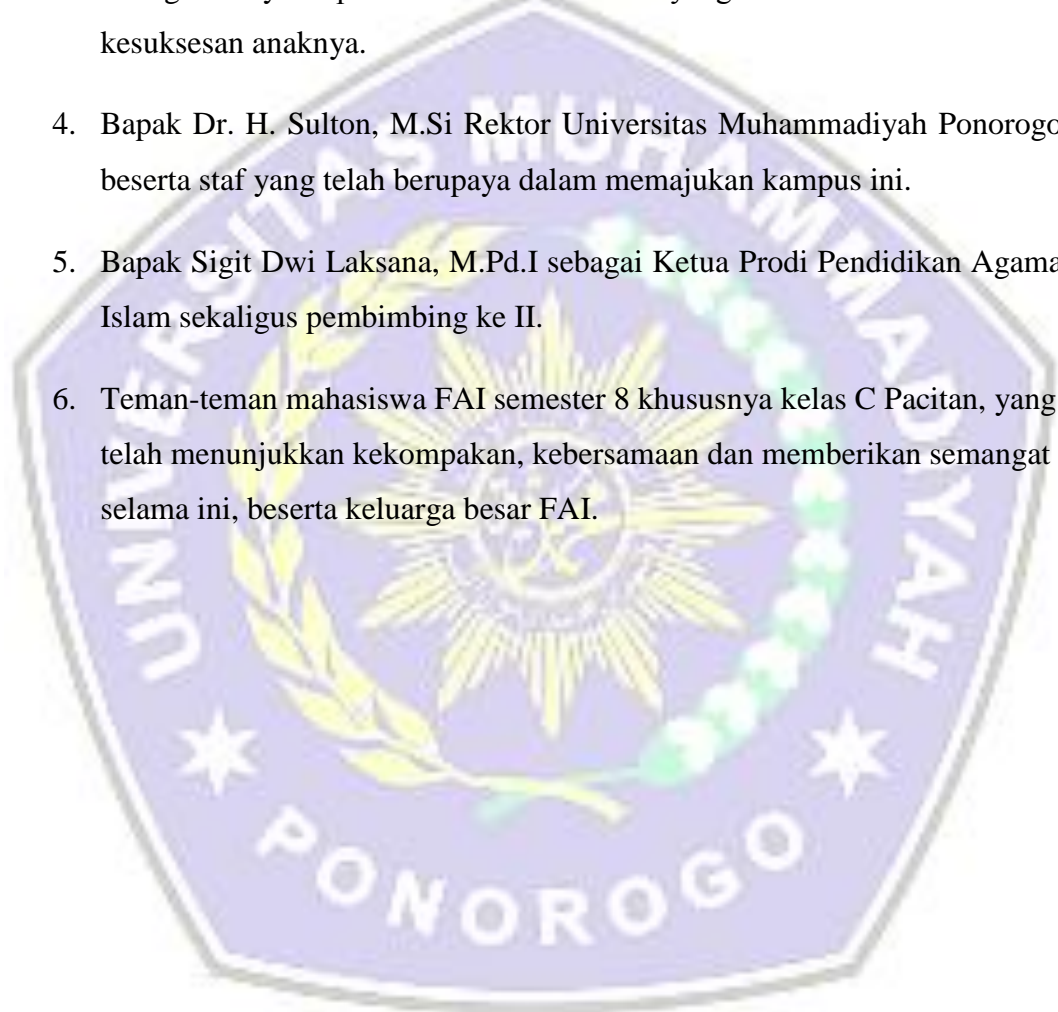 kesuksesan anaknya.
4. Bapak Dr. H. Sulton, M.Si Rektor Universitas Muhammadiyah Ponorogo
beserta staf yang telah berupaya dalam memajukan kampus ini.
5. Bapak Sigit Dwi Laksana, M.Pd.I sebagai Ketua Prodi Pendidikan Agama
Islam sekaligus pembimbing ke II.
6. Teman-teman mahasiswa FAI semester 8 khususnya kelas C Pacitan, yang
telah menunjukkan kekompakan, kebersamaan dan memberikan semangat
selama ini, beserta keluarga besar FAI.
UNIVERSITAS MUHAMMADIYAH
PONOROGO